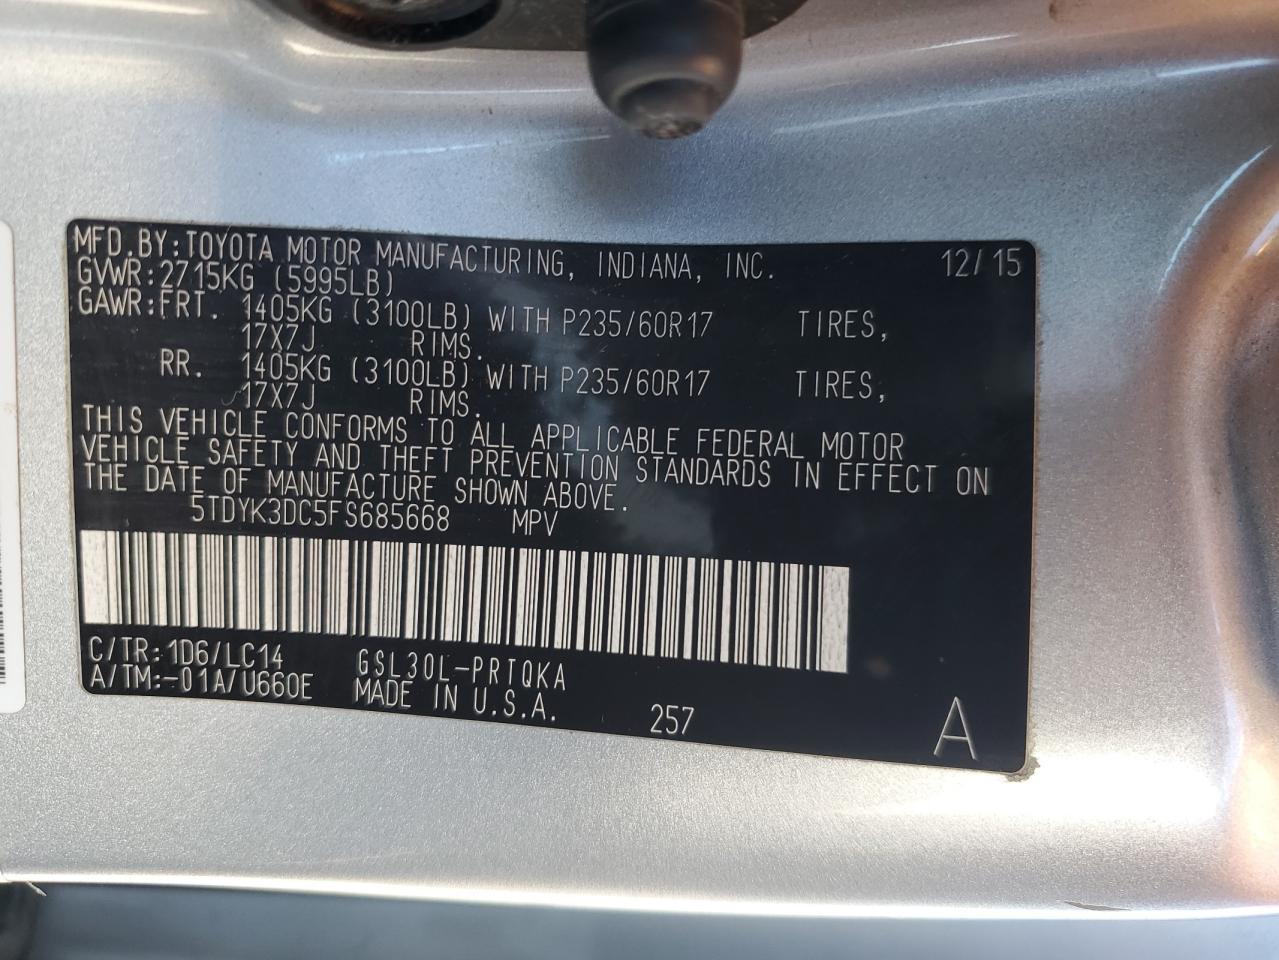 MFD.BY:TOYOTA MOTOR MANUFACTURING, INDIANA, INC. 12/15
GVWR:2715KG (5995LB)
GAWR:FRT. 1405KG (3100LB) WITH P235/60R17 TIRES,
17X7J RIMS.
RR. 1405KG (3100LB) WITH P235/60R17 TIRES,
17X7J RIMS.
THIS VEHICLE CONFORMS TO ALL APPLICABLE FEDERAL MOTOR
VEHICLE SAFETY AND THEFT PREVENTION STANDARDS IN EFFECT ON
THE DATE OF MANUFACTURE SHOWN ABOVE.
5TDYK3DC5FS685668 MPV
C/TR:1D6/LC14 GSL30L-PRTQKA
A/TM:-01A/U660E MADE IN U.S.A. 257 A